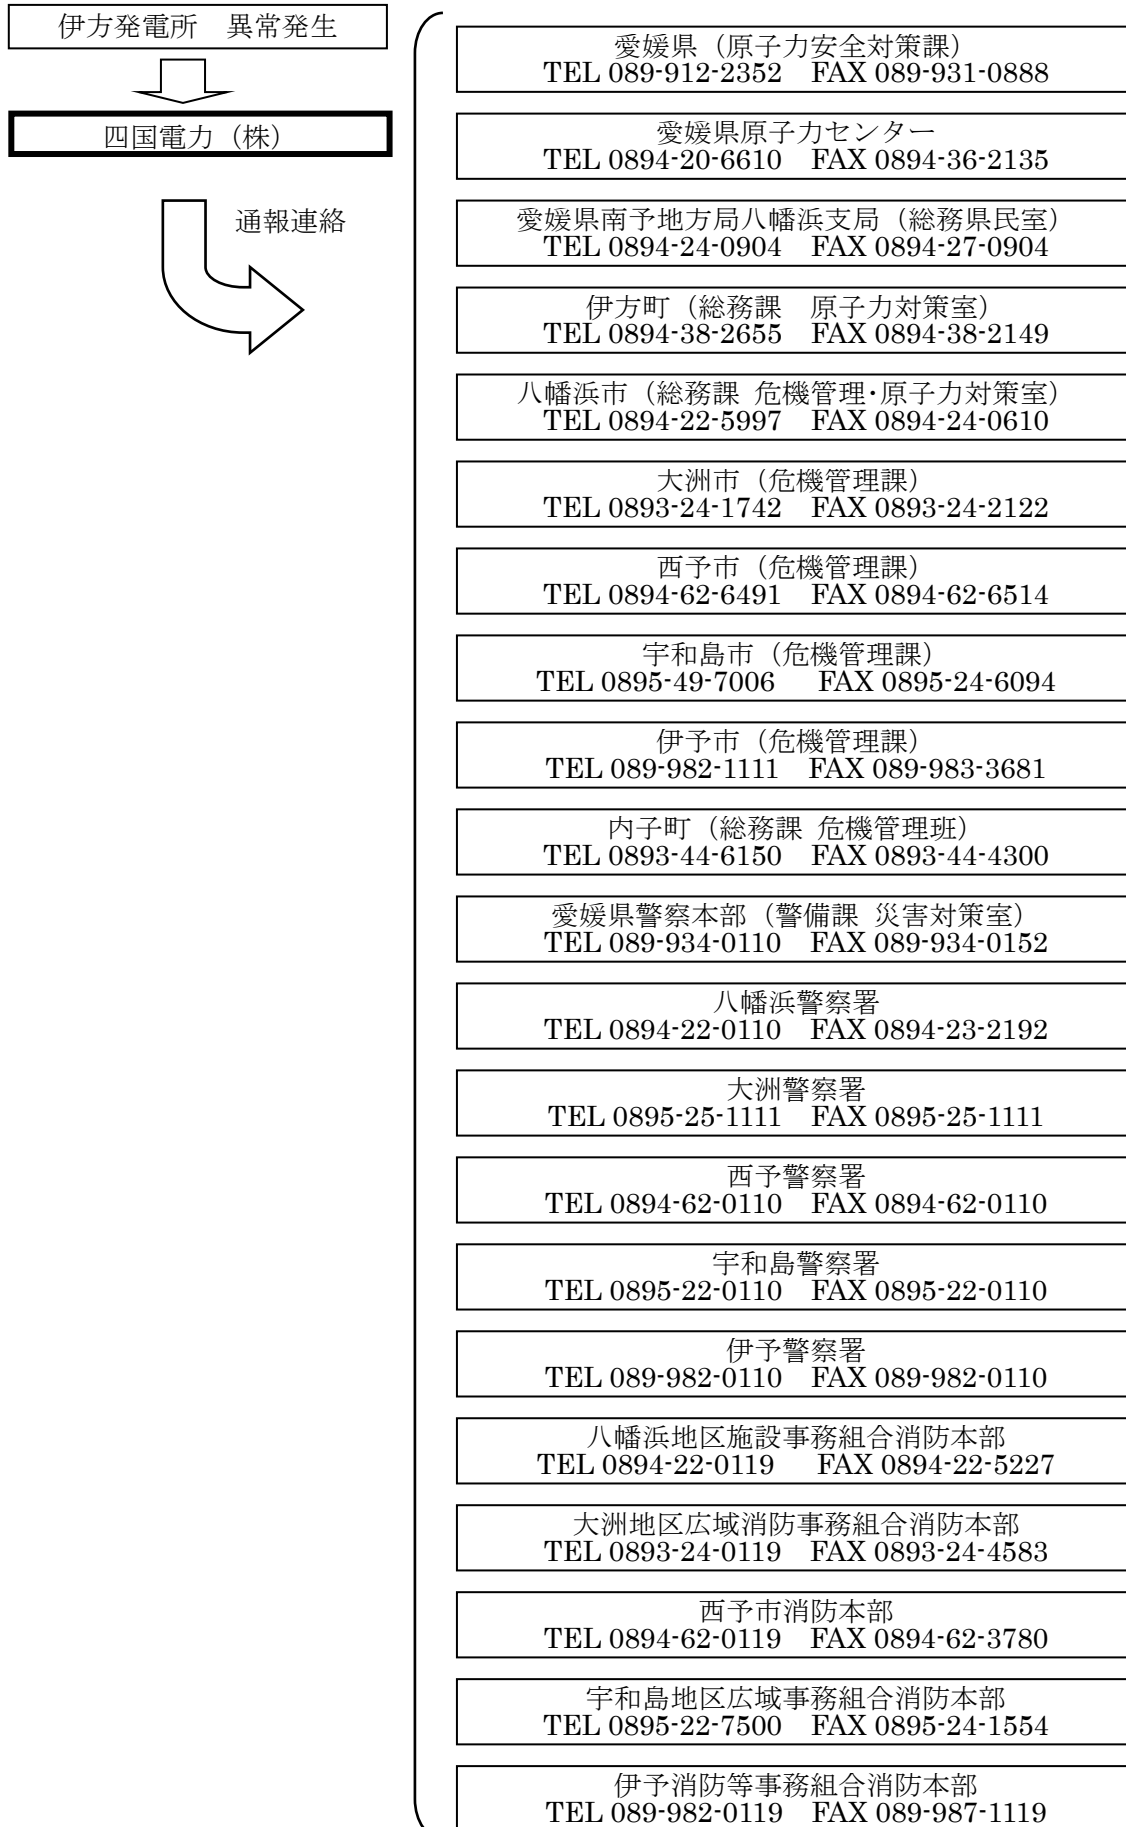 伊方発電所　異常発生
四国電力（株）
通報連絡
愛媛県（原子力安全対策課）
TEL 089-912-2352　FAX 089-931-0888
愛媛県原子力センター
TEL 0894-20-6610　FAX 0894-36-2135
愛媛県南予地方局八幡浜支局（総務県民室）
TEL 0894-24-0904　FAX 0894-27-0904
伊方町（総務課　原子力対策室）
TEL 0894-38-2655　FAX 0894-38-2149
八幡浜市（総務課 危機管理･原子力対策室）
TEL 0894-22-5997　FAX 0894-24-0610
大洲市（危機管理課）
TEL 0893-24-1742　FAX 0893-24-2122
西予市（危機管理課）
TEL 0894-62-6491　FAX 0894-62-6514
宇和島市（危機管理課）
TEL 0895-49-7006　 FAX 0895-24-6094
伊予市（危機管理課）
TEL 089-982-1111　FAX 089-983-3681
内子町（総務課 危機管理班）
TEL 0893-44-6150　FAX 0893-44-4300
愛媛県警察本部（警備課 災害対策室）
TEL 089-934-0110　FAX 089-934-0152
八幡浜警察署
TEL 0894-22-0110　FAX 0894-23-2192
大洲警察署
TEL 0895-25-1111　FAX 0895-25-1111
西予警察署
TEL 0894-62-0110　FAX 0894-62-0110
宇和島警察署
TEL 0895-22-0110　FAX 0895-22-0110
伊予警察署
TEL 089-982-0110　FAX 089-982-0110
八幡浜地区施設事務組合消防本部
TEL 0894-22-0119　 FAX 0894-22-5227
大洲地区広域消防事務組合消防本部
TEL 0893-24-0119　FAX 0893-24-4583
西予市消防本部
TEL 0894-62-0119　FAX 0894-62-3780
宇和島地区広域事務組合消防本部
TEL 0895-22-7500　FAX 0895-24-1554
伊予消防等事務組合消防本部
TEL 089-982-0119　FAX 089-987-1119